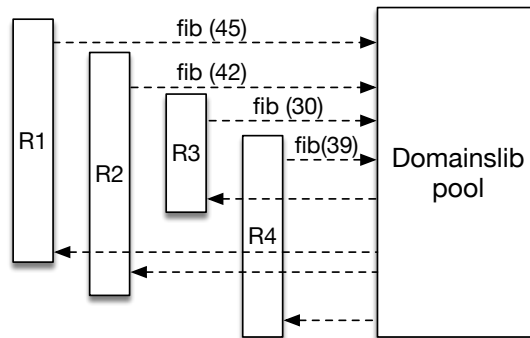 fib (45)
fib (42)
fib (30)
fib(39)
R1
R2
R3
R4
Domainslib
pool